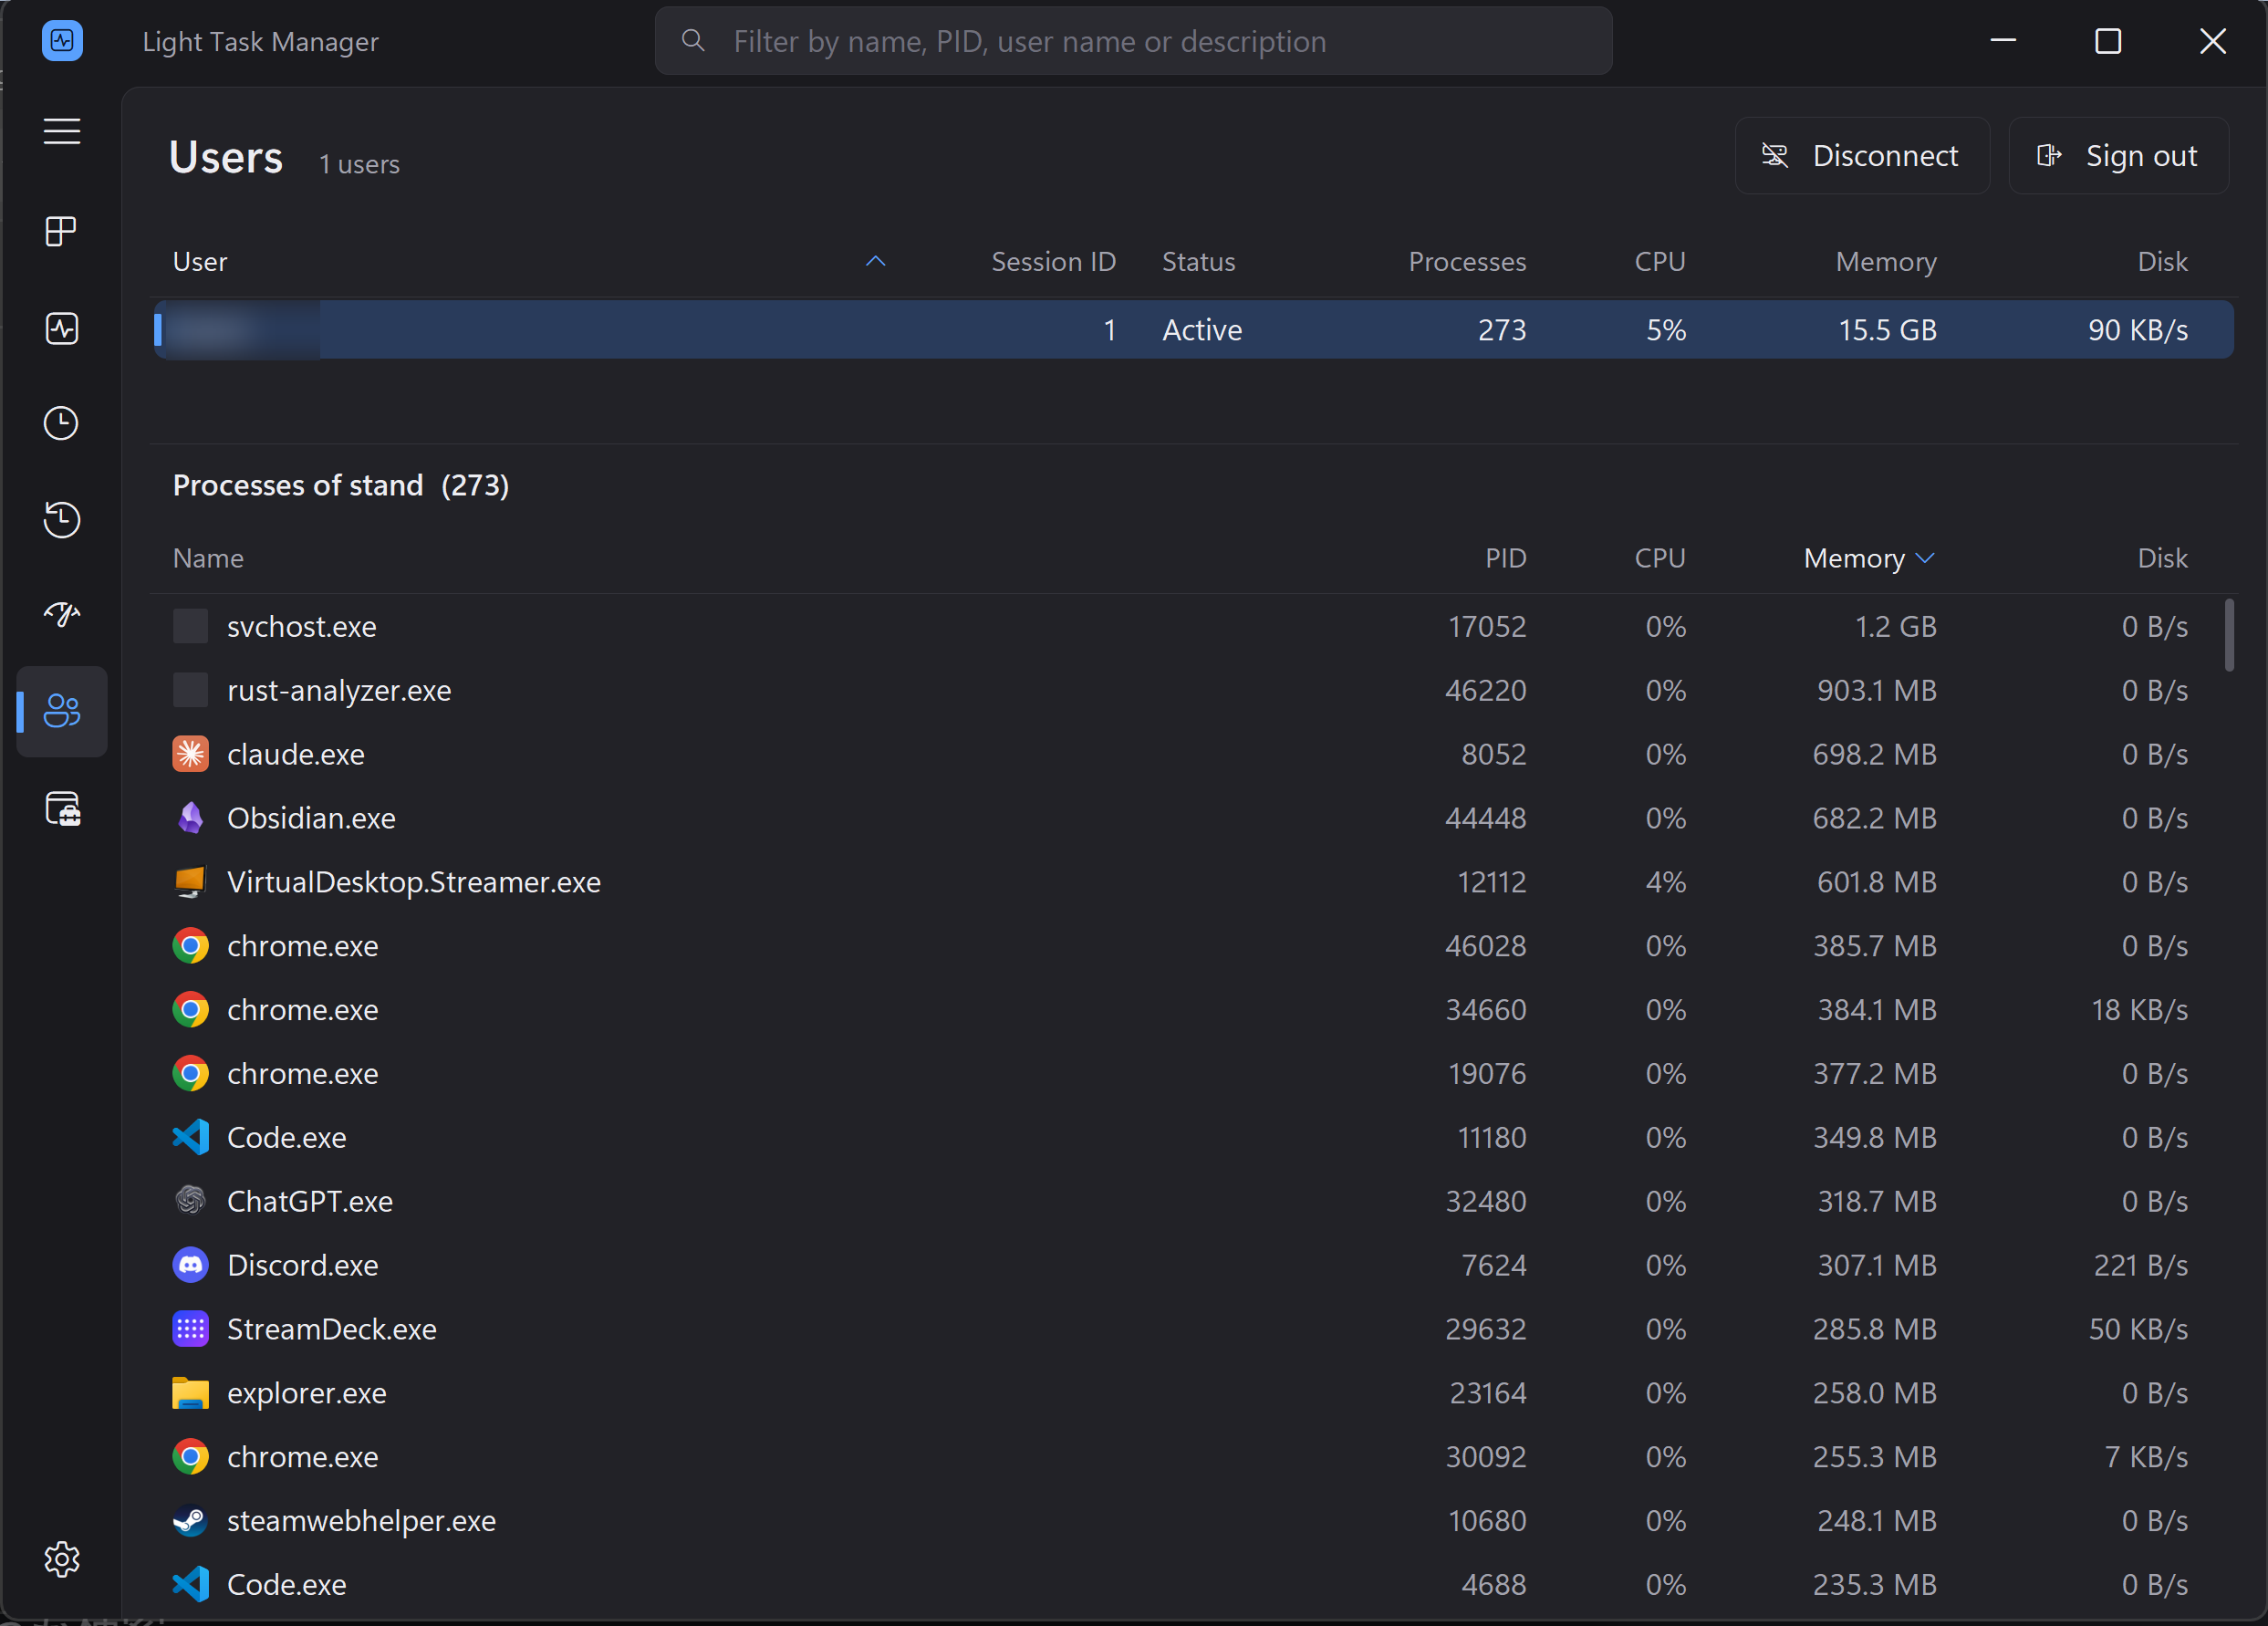 Light Task Manager
Filter by name, PID, user name or description
Users 1 users
Disconnect
Sign out
User Session ID Status Processes CPU Memory Disk
1 Active 273 5% 15.5 GB 90 KB/s
Processes of stand (273)
Name PID CPU Memory Disk
svchost.exe 17052 0% 1.2 GB 0 B/s
rust-analyzer.exe 46220 0% 903.1 MB 0 B/s
claude.exe 8052 0% 698.2 MB 0 B/s
Obsidian.exe 44448 0% 682.2 MB 0 B/s
VirtualDesktop.Streamer.exe 12112 4% 601.8 MB 0 B/s
chrome.exe 46028 0% 385.7 MB 0 B/s
chrome.exe 34660 0% 384.1 MB 18 KB/s
chrome.exe 19076 0% 377.2 MB 0 B/s
Code.exe 11180 0% 349.8 MB 0 B/s
ChatGPT.exe 32480 0% 318.7 MB 0 B/s
Discord.exe 7624 0% 307.1 MB 221 B/s
StreamDeck.exe 29632 0% 285.8 MB 50 KB/s
explorer.exe 23164 0% 258.0 MB 0 B/s
chrome.exe 30092 0% 255.3 MB 7 KB/s
steamwebhelper.exe 10680 0% 248.1 MB 0 B/s
Code.exe 4688 0% 235.3 MB 0 B/s